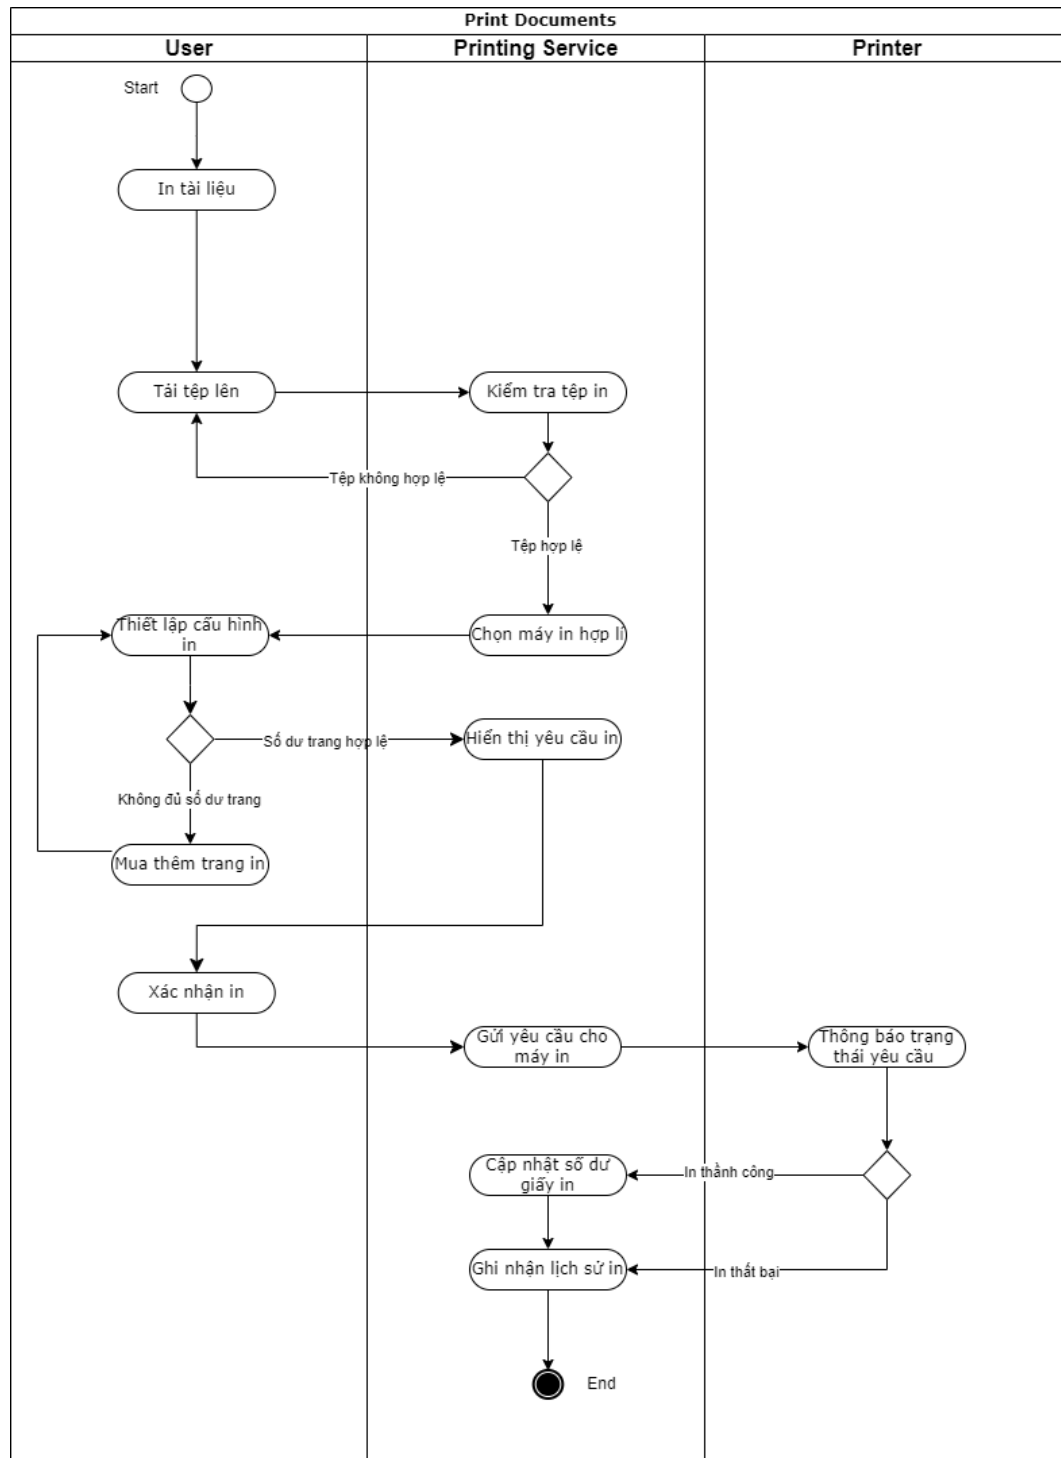 Print Documents
User
Printing Service
Printer
Start
In tài liệu
Tải tệp lên
Kiểm tra tệp in
Tệp không hợp lệ
Tệp hợp lệ
Thiết lập cấu hình
in
Chọn máy in hợp lí
Số dư trang hợp lệ
Hiển thị yêu cầu in
Không đủ số dư trang
Mua thêm trang in
Xác nhận in
Gửi yêu cầu cho
máy in
Thông báo trạng
thái yêu cầu
Cập nhật số dư
giấy in
In thành công
Ghi nhận lịch sử in
In thất bại
End